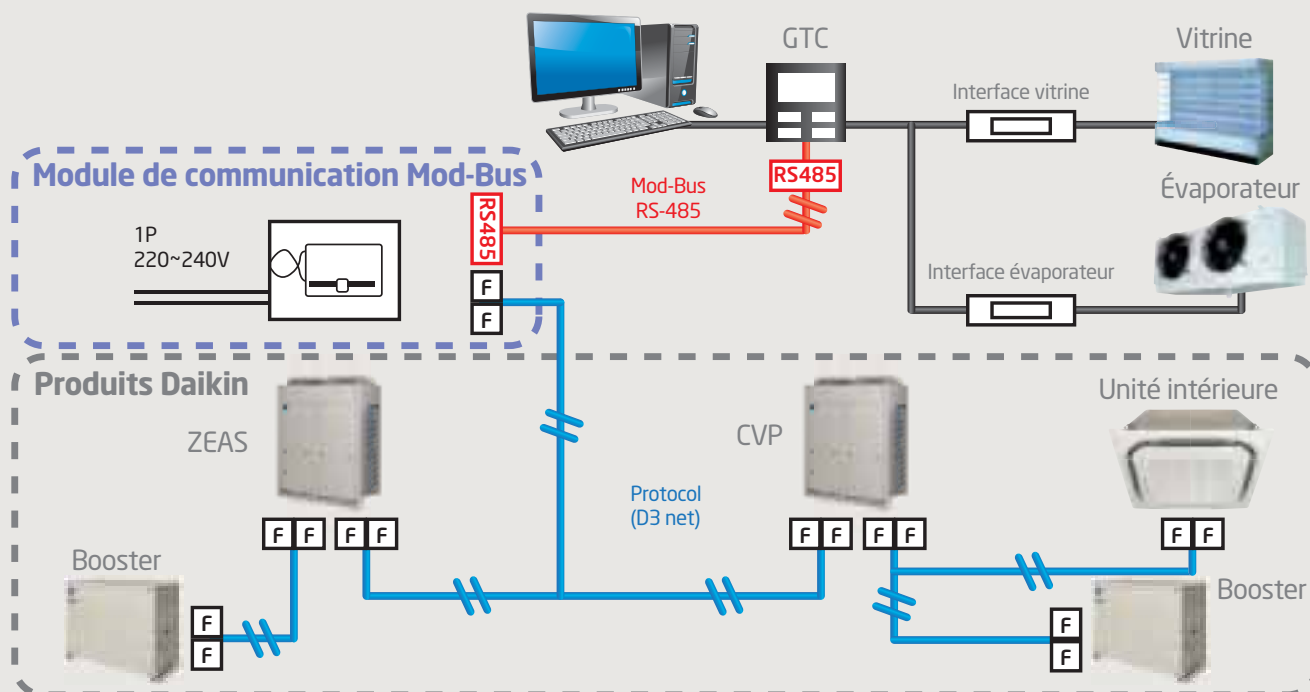 GTC
Vitrine
Interface vitrine
Module de communication Mod-Bus
RS485
Mod-Bus
RS-485
RS485
Évaporateur
1P
220~240V
Interface évaporateur
F
F
Produits Daikin
ZEAS
CVP
Unité intérieure
Protocol
(D3 net)
F F
F F
F F
F F
F F
Booster
F
F
Booster
F
F